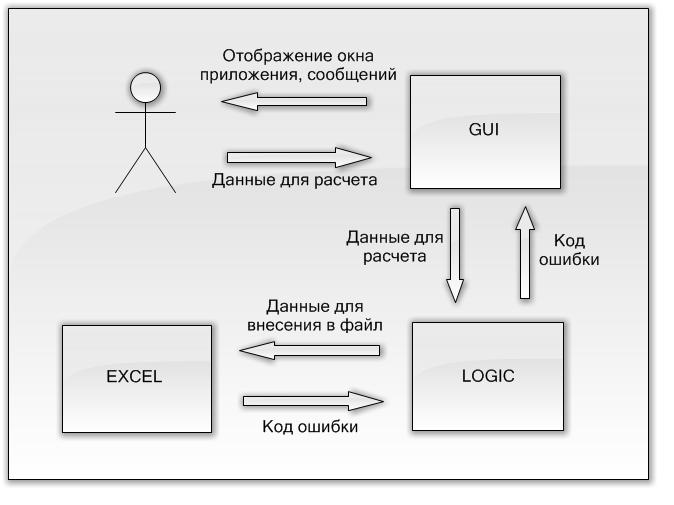 Отображение окна
приложения, сообщений
GUI
Данные для расчета
Данные для
расчета
Код
ошибки
Данные для
внесения в файл
EXCEL
LOGIC
Код ошибки